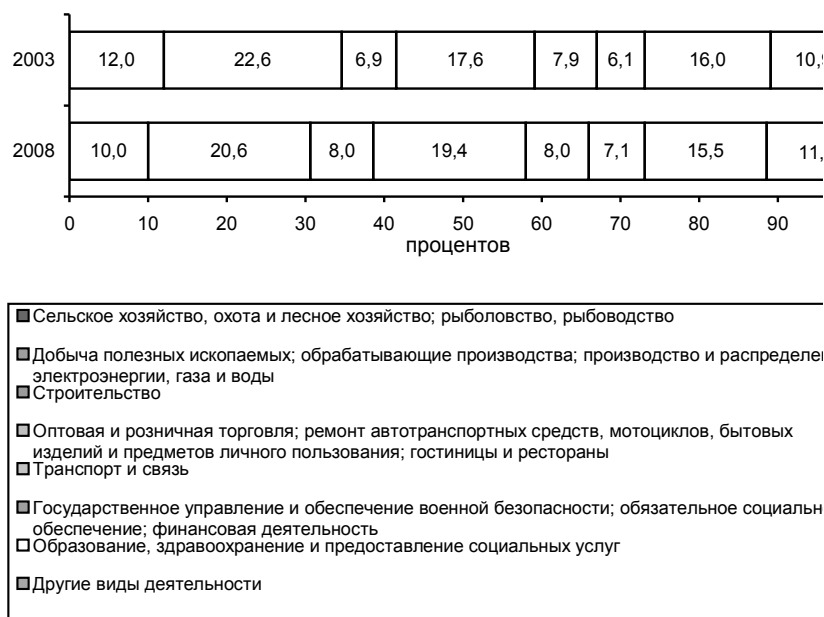 2003 12,0 22,6 6,9 17,6 7,9 6,1 16,0
2008 10,0 20,6 8,0 19,4 8,0 7,1 15,5
0 10 20 30 40 50 60 70 80 90
процентов
Сельское хозяйство, охота и лесное хозяйство; рыболовство, рыбоводство
Добыча полезных ископаемых; обрабатывающие производства; производство и
электроэнергии, газа и воды
Строительство
Оптовая и розничная торговля; ремонт автотранспортных средств, мотоциклов, бытовых
изделий и предметов личного пользования; гостиницы и рестораны
Транспорт и связь
Государственное управление и обеспечение военной безопасности; обязательное
обеспечение; финансовая деятельность
Образование, здравоохранение и предоставление социальных услуг
Другие виды деятельности